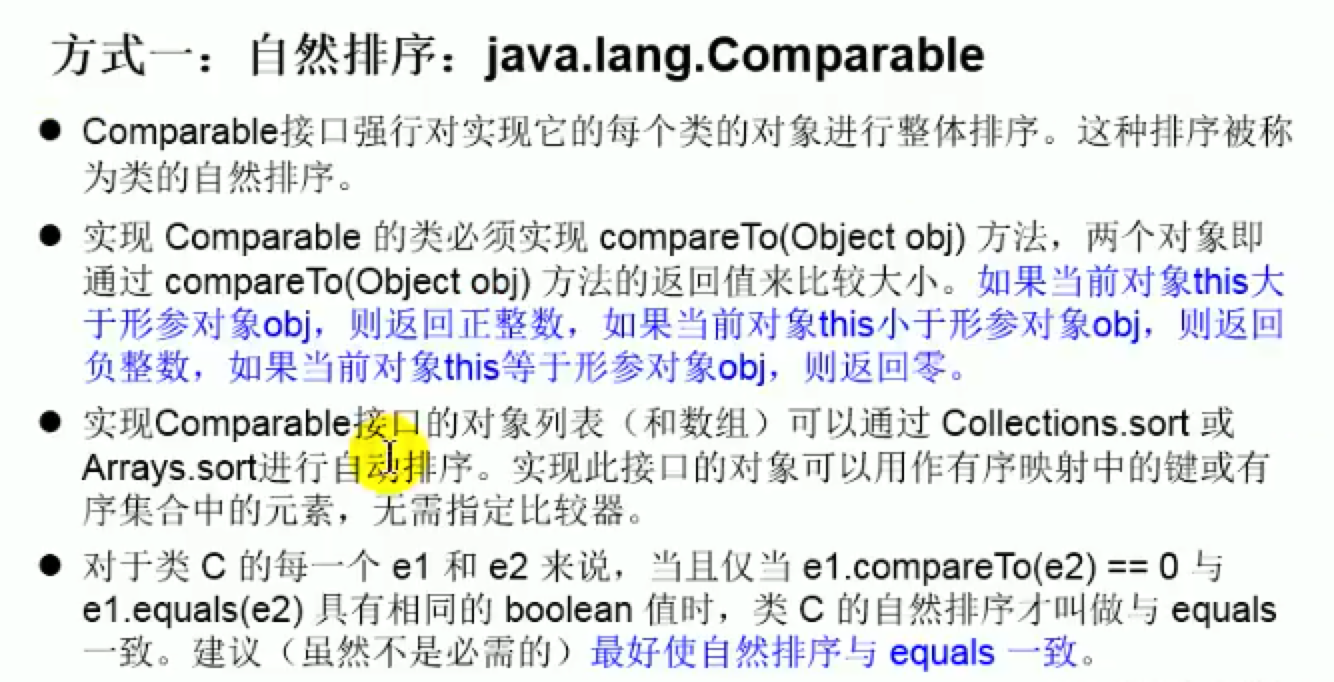 方式一：自然排序：java.lang.Comparable
Comparable接口强行对实现它的每个类的对象进行整体排序。这种排序被称
为类的自然排序。
实现 Comparable 的类必须实现 compareTo(Object obj) 方法，两个对象即
通过 compareTo(Object obj) 方法的返回值来比较大小。如果当前对象this大
于形参对象obj，则返回正整数，如果当前对象this小于形参对象obj，则返回
负整数，如果当前对象this等于形参对象obj，则返回零。
实现Comparable接口的对象列表（和数组）可以通过 Collections.sort 或
Arrays.sort进行自动排序。实现此接口的对象可以用作有序映射中的键或有
序集合中的元素，无需指定比较器。
对于类 C 的每一个 e1 和 e2 来说，当且仅当 e1.compareTo(e2) == 0 与
e1.equals(e2) 具有相同的 boolean 值时，类 C 的自然排序才叫做与 equals
一致。建议（虽然不是必需的）最好使自然排序与 equals 一致。